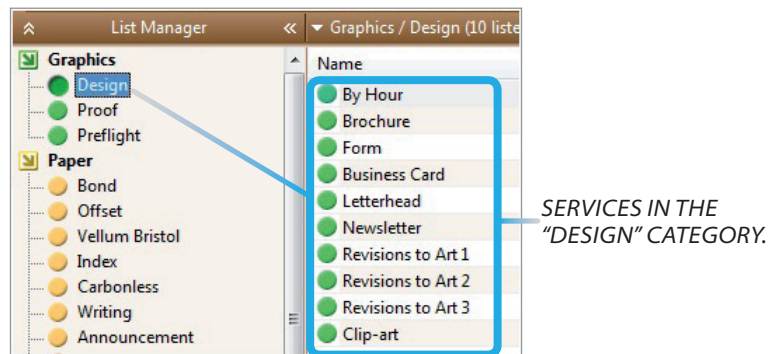 List Manager
Graphics
Design
Proof
Preflight
Paper
Bond
Offset
Vellum Bristol
Index
Carbonless
Writing
Announcement
Graphics / Design (10 liste
Name
By Hour
Brochure
Form
Business Card
Letterhead
Newsletter
Revisions to Art 1
Revisions to Art 2
Revisions to Art 3
Clip-art
SERVICES IN THE
“DESIGN” CATEGORY.